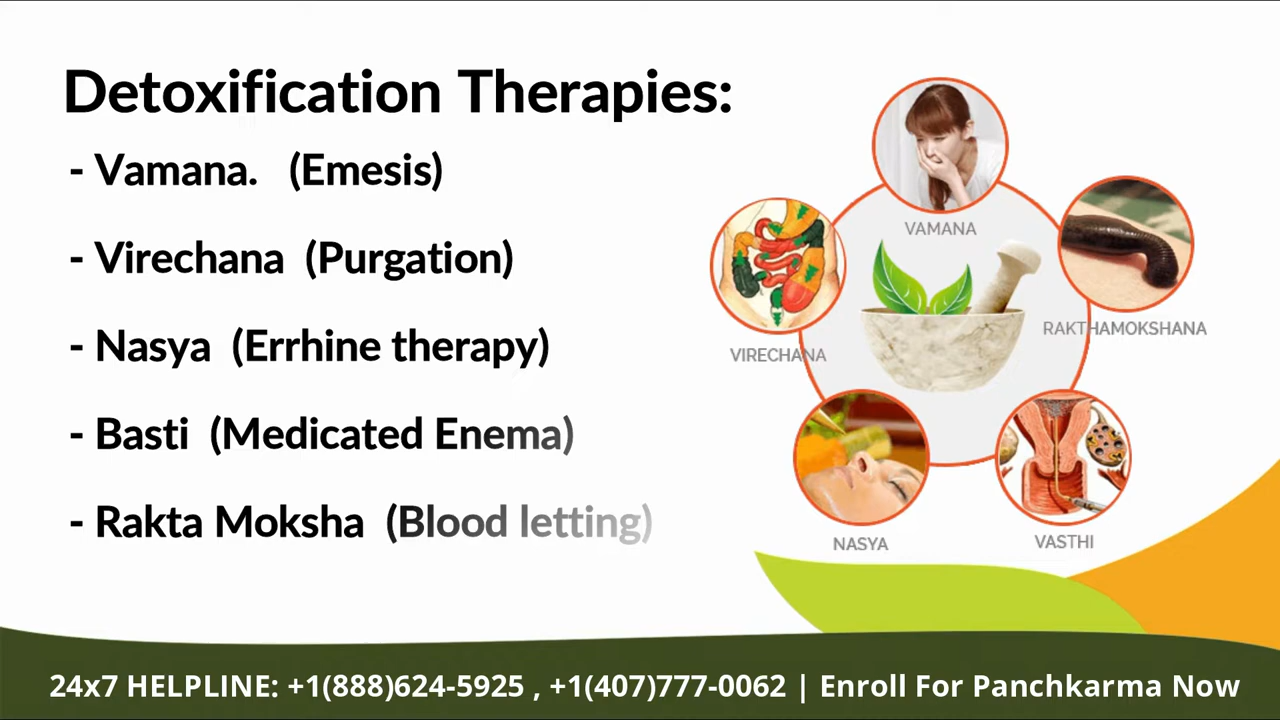 Detoxification Therapies:
- Vamana. (Emesis)
- Virechana (Purgation)
- Nasya (Errhine therapy)
- Basti (Medicated Enema)
- Rakta Moksha (Blood letting)
VAMANA
RAKTHAMOKSHANA
VIRECHANA
NASYA
VASTHI
24x7 HELPLINE: +1(888)624-5925 , +1(407)777-0062 | Enroll For Panchkarma Now